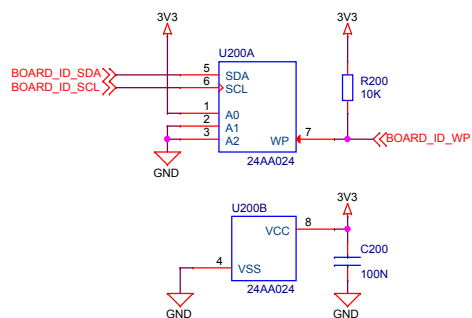 3V3
3V3
U200A
BOARD_ID_SDA
5
SDA
BOARD_ID_SCL
6
SCL
R200
10K
1
A0
2
A1
3
A2
WP
7
BOARD_ID_WP
24AA024
GND
3V3
U200B
VCC
8
C200
100N
4
VSS
24AA024
GND
GND